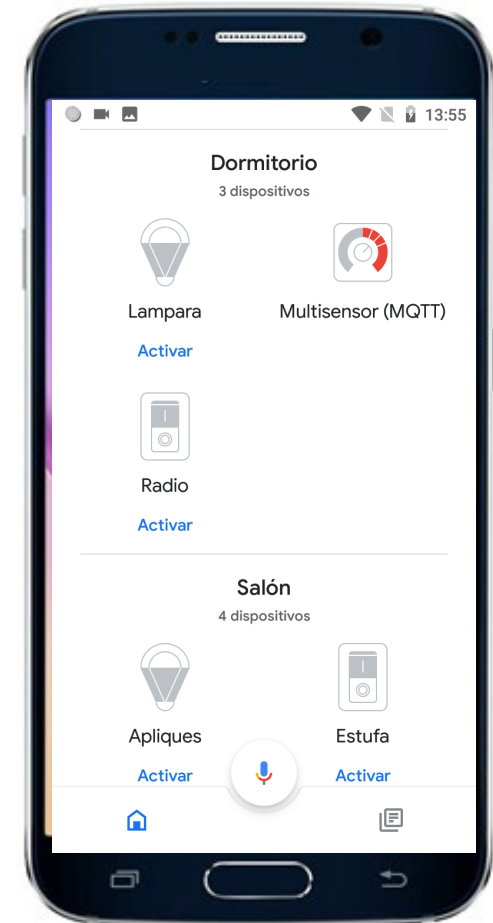 13:55
Dormitorio
3 dispositivos
Lampara
Multisensor (MQTT)
Activar
Radio
Activar
Salón
4 dispositivos
Apliques
Estufa
Activar
Activar